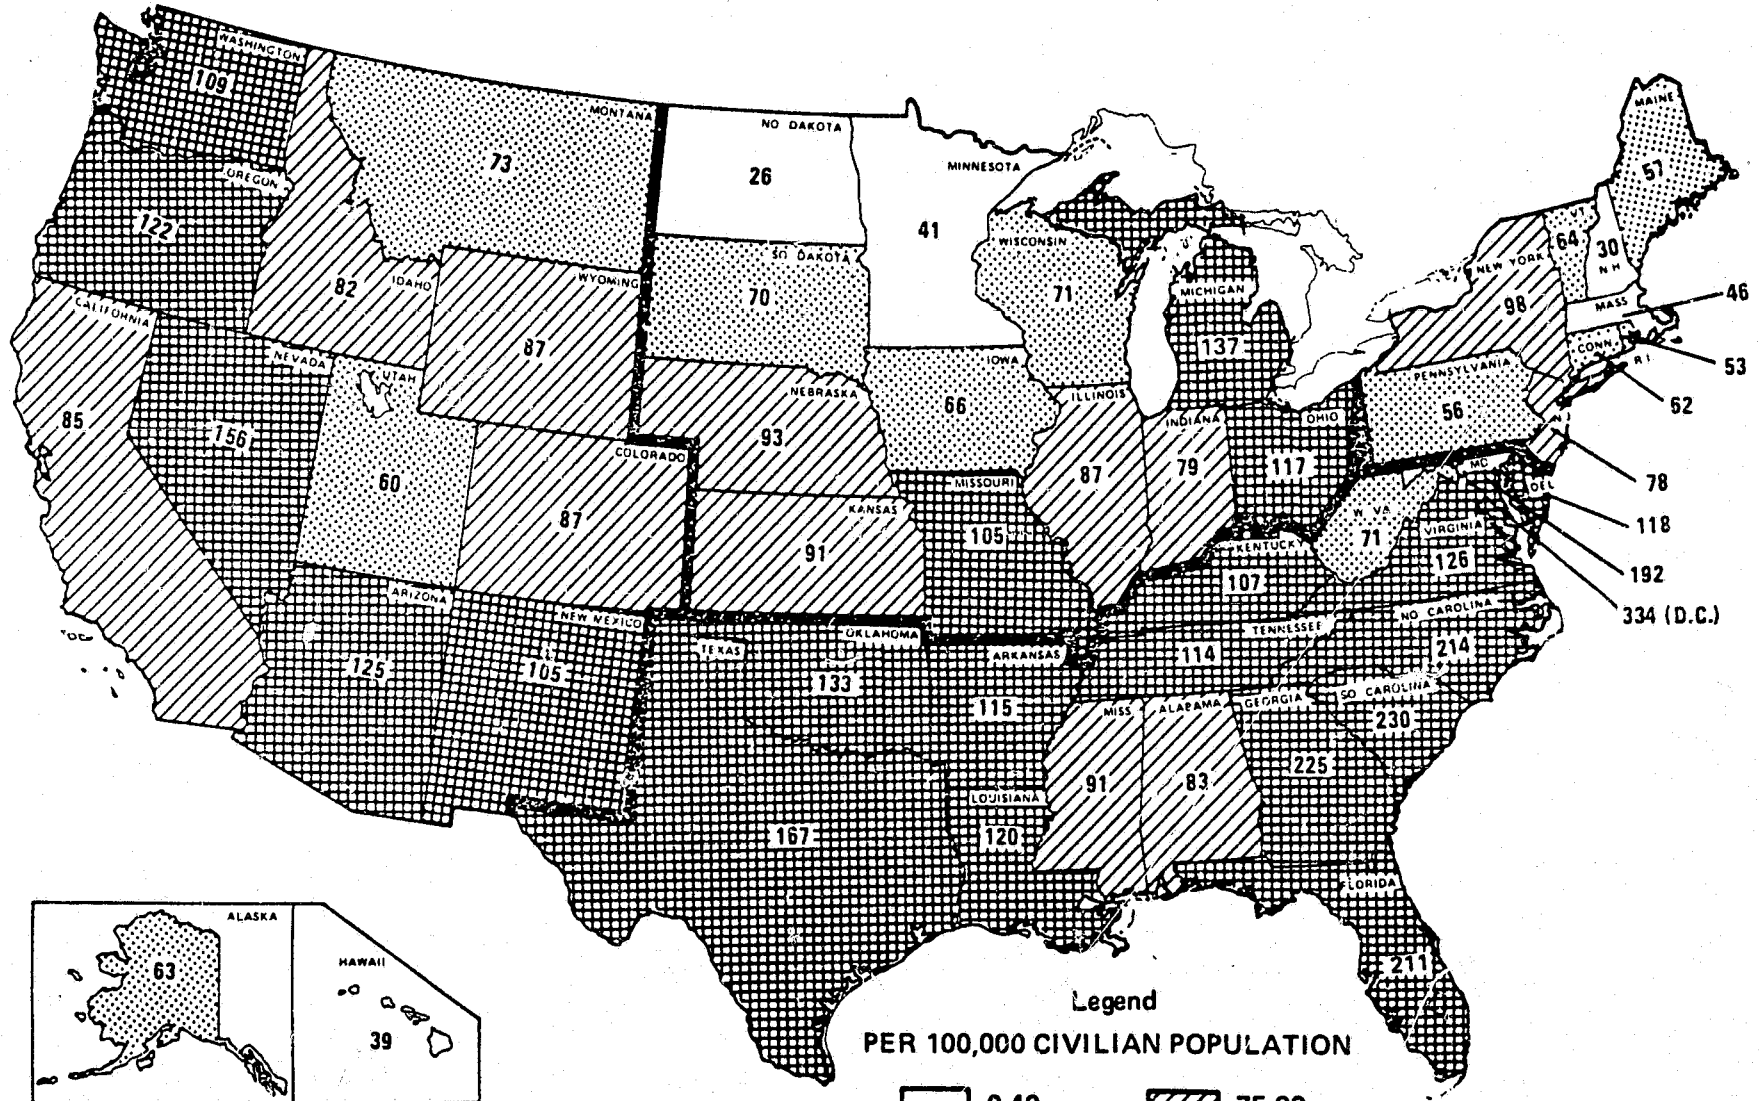 WASHINGTON
109
MONTANA
73
NO DAKOTA
26
MINNESOTA
41
MAINE
57
OREGON
122
IDAHO
82
WYOMING
87
SO DAKOTA
70
WISCONSIN
71
MICHIGAN
137
NEW YORK
98
VT
64
30
N H
MASS
46
CONN
R I
53
62
CALIFORNIA
85
NEVADA
156
UTAH
60
COLORADO
87
NEBRASKA
93
IOWA
66
ILLINOIS
87
INDIANA
79
OHIO
117
PENNSYLVANIA
56
N J
78
DEL
118
192
334 (D.C.)
KANSAS
91
MISSOURI
105
KENTUCKY
107
W VA
71
VIRGINIA
126
ARIZONA
125
NEW MEXICO
105
TEXAS
167
OKLAHOMA
133
ARKANSAS
115
TENNESSEE
114
NO CAROLINA
214
SO CAROLINA
230
GEORGIA
225
ALABAMA
83
MISS
91
LOUISIANA
120
FLORIDA
211
ALASKA
63
HAWAII
39
Legend
PER 100,000 CIVILIAN POPULATION